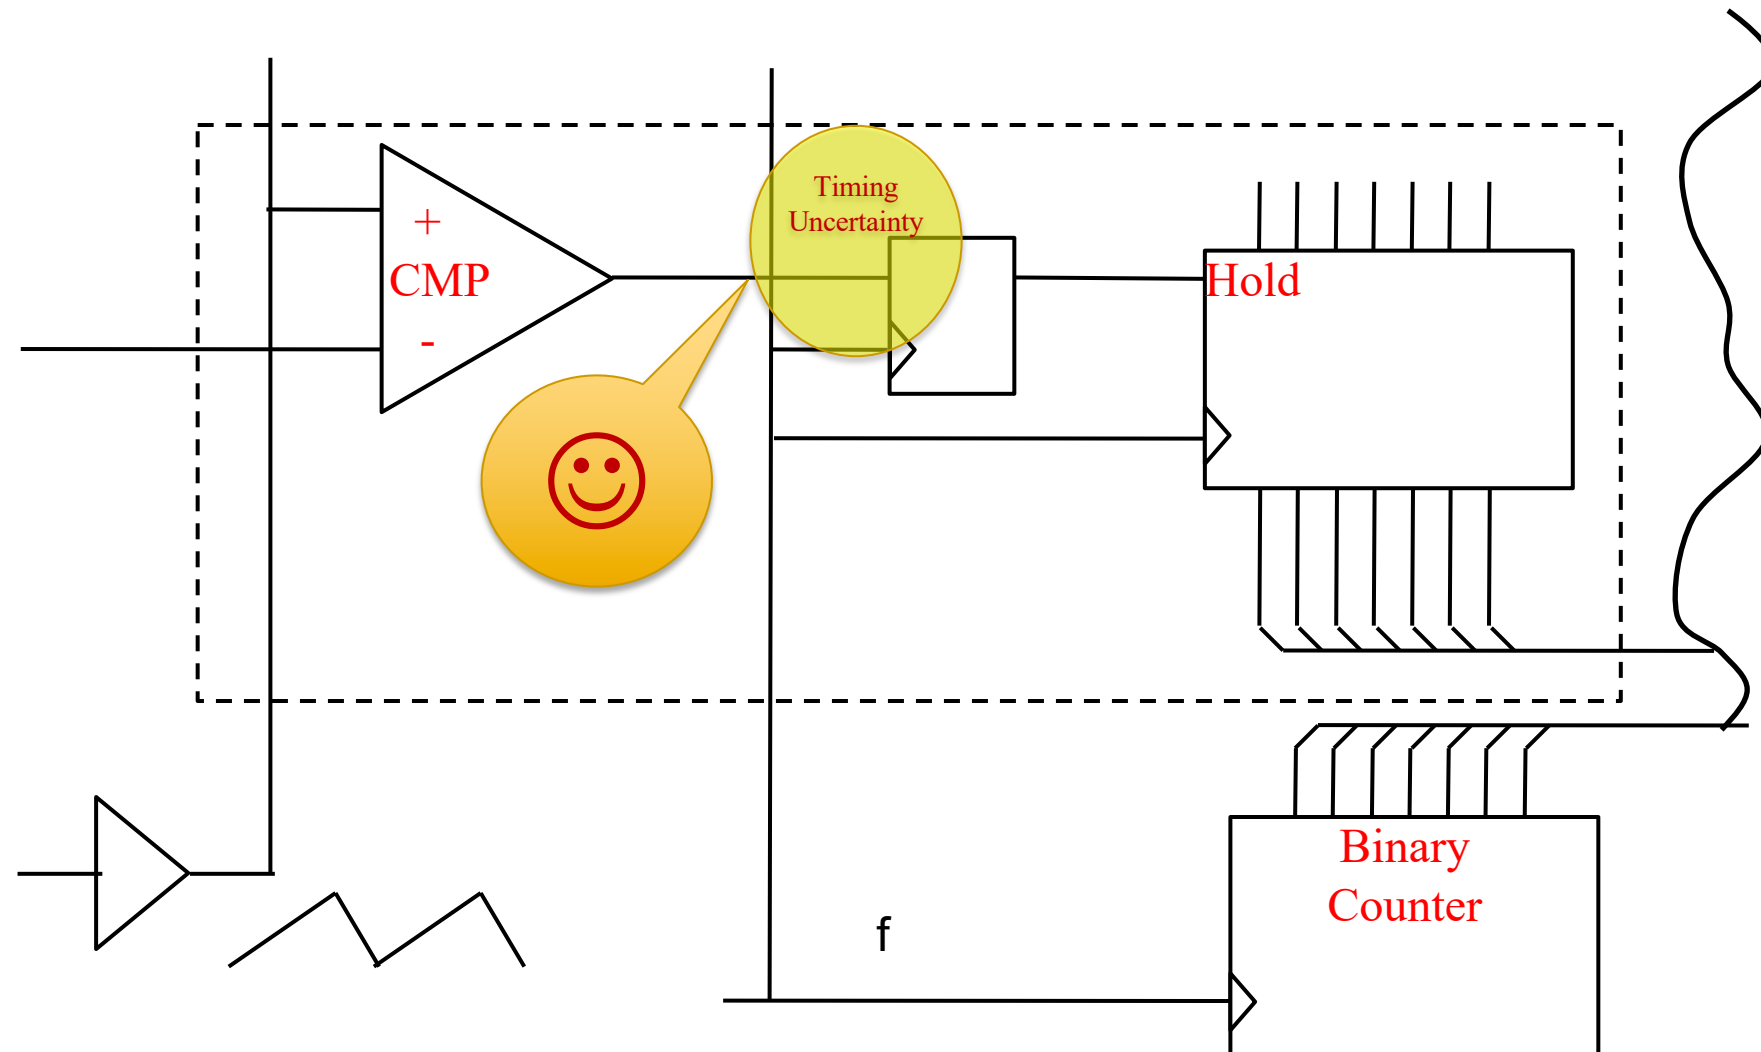 Timing
Uncertainty
+
CMP
-
Hold
Binary
Counter
f